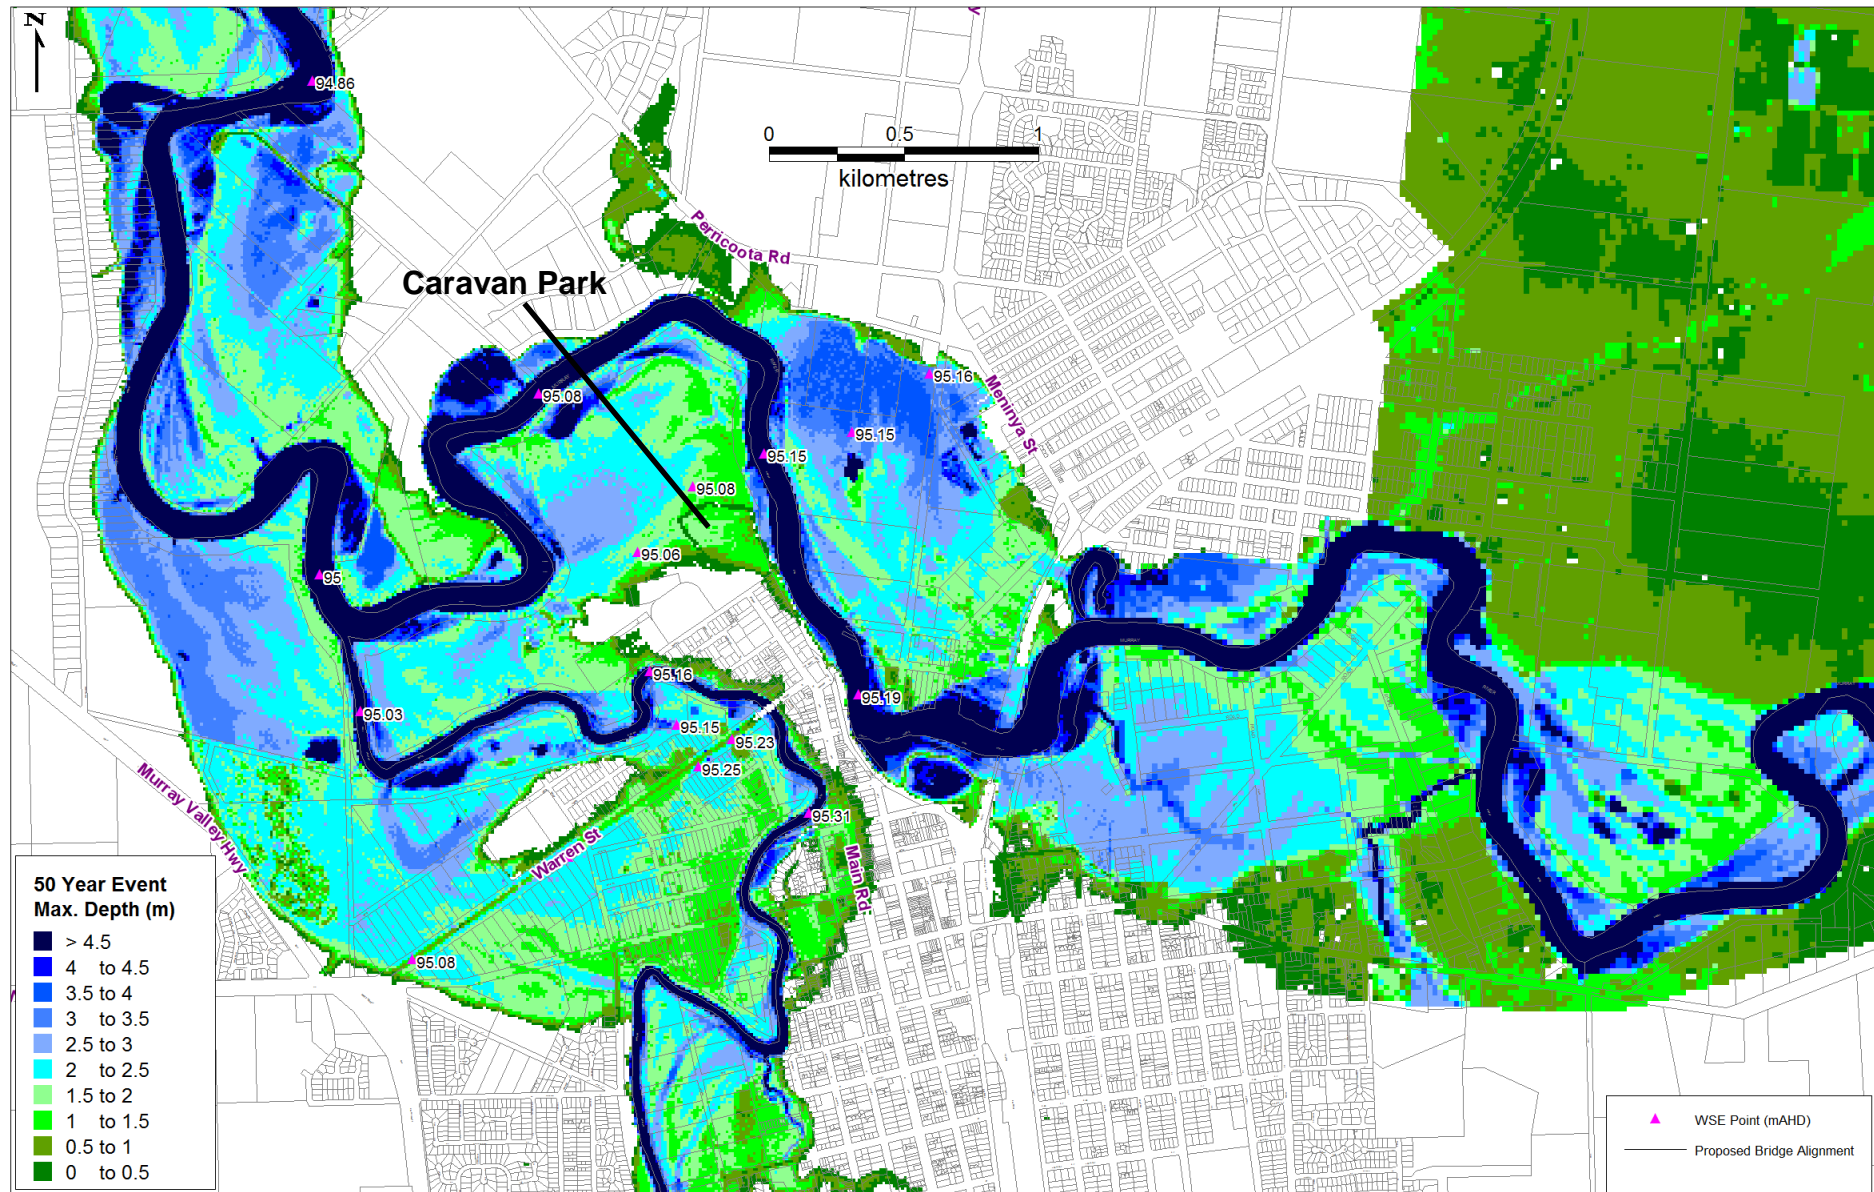 N
94.86
0 0.5 1
kilometres
Perricoota Rd
Caravan Park
95.16
Meninya St
95.08
95.15
95.15
95.08
95.06
95
95.16
95.19
95.03
95.15
95.23
95.25
Murray Valley Hwy
95.31
Warren St
Main Rd
95.08
MURRAY
50 Year Event
Max. Depth (m)
> 4.5
4 to 4.5
3.5 to 4
3 to 3.5
2.5 to 3
2 to 2.5
1.5 to 2
1 to 1.5
0.5 to 1
0 to 0.5
WSE Point (mAHD)
Proposed Bridge Alignment